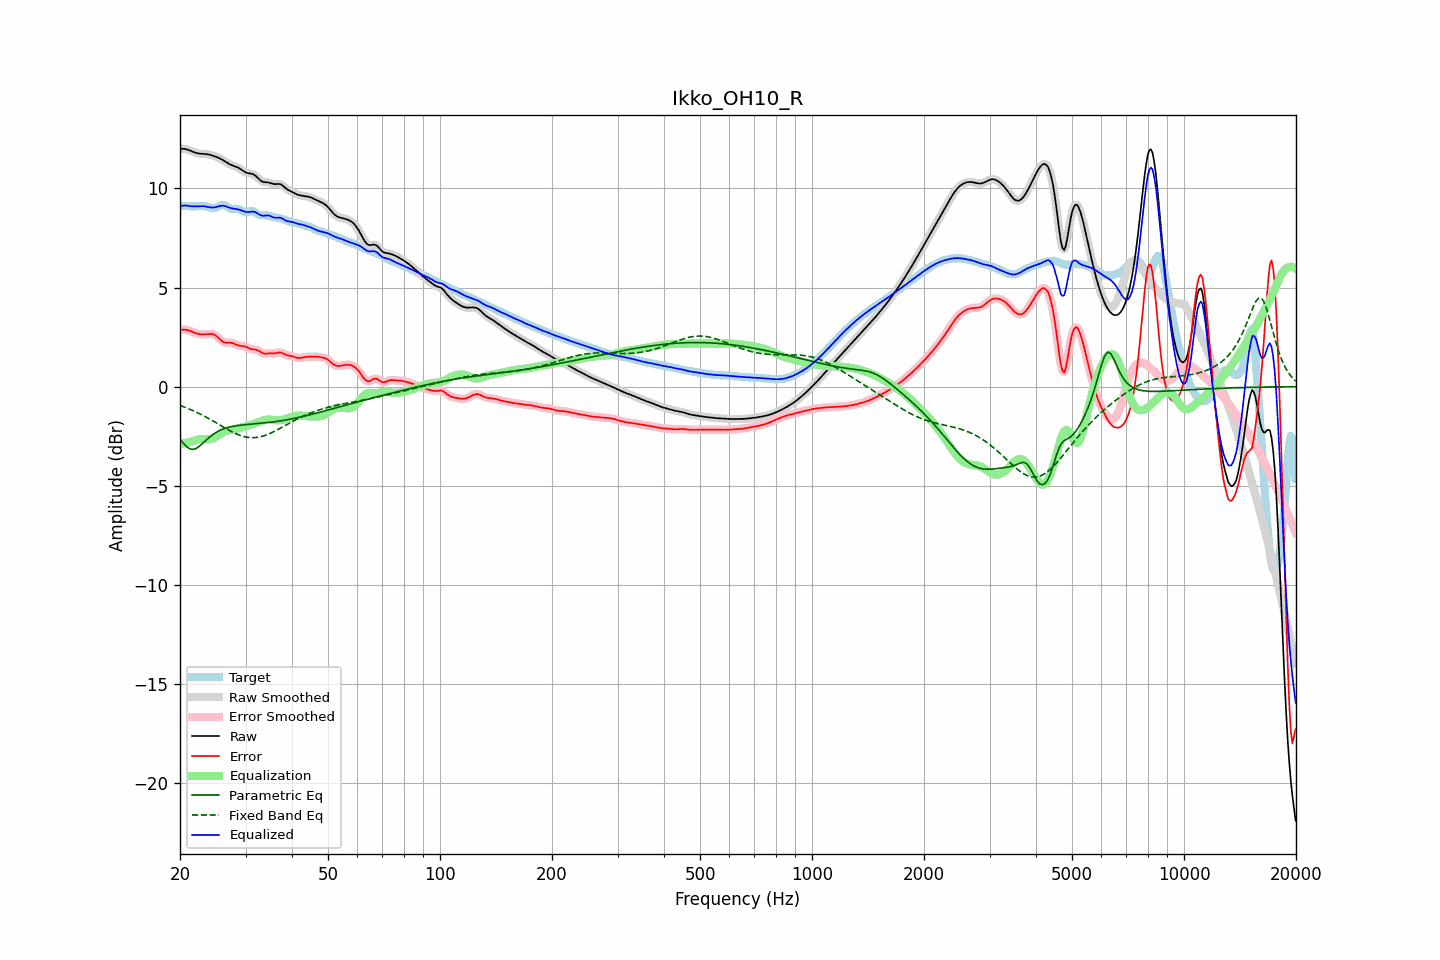 Ikko_OH10_R
Amplitude (dBr)
10
5
0
−5
−10
−15
−20
Target
Raw Smoothed
Error Smoothed
Raw
Error
Equalization
Parametric Eq
Fixed Band Eq
Equalized
20 50 100 200 500 1000 2000 5000 10000 20000
Frequency (Hz)